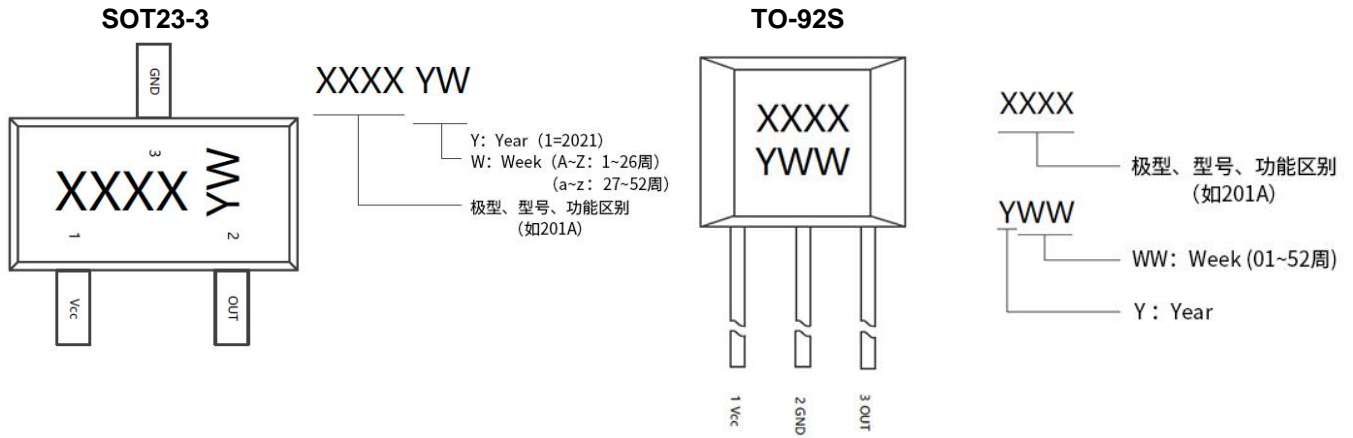 SOT23-3
GND
XXXX YW
3
XXXX YW
1
2
Vcc
OUT
Y：Year（1=2021）
W：Week（A~Z：1~26周）
（a~z：27~52周）
极型、型号、功能区别
（如201A）
TO-92S
XXXX
YWW
1 Vcc
2 GND
3 OUT
XXXX
极型、型号、功能区别
（如201A）
YWW
WW：Week (01~52周)
Y：Year